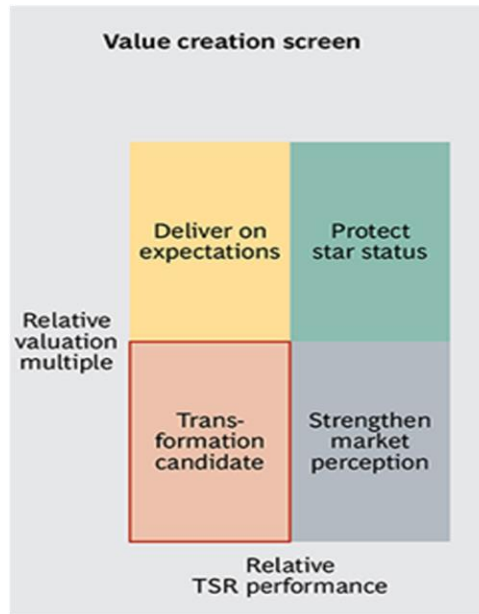 Value creation screen
Deliver on
expectations
Protect
star status
Relative
valuation
multiple
Trans-
formation
candidate
Strengthen
market
perception
Relative
TSR performance